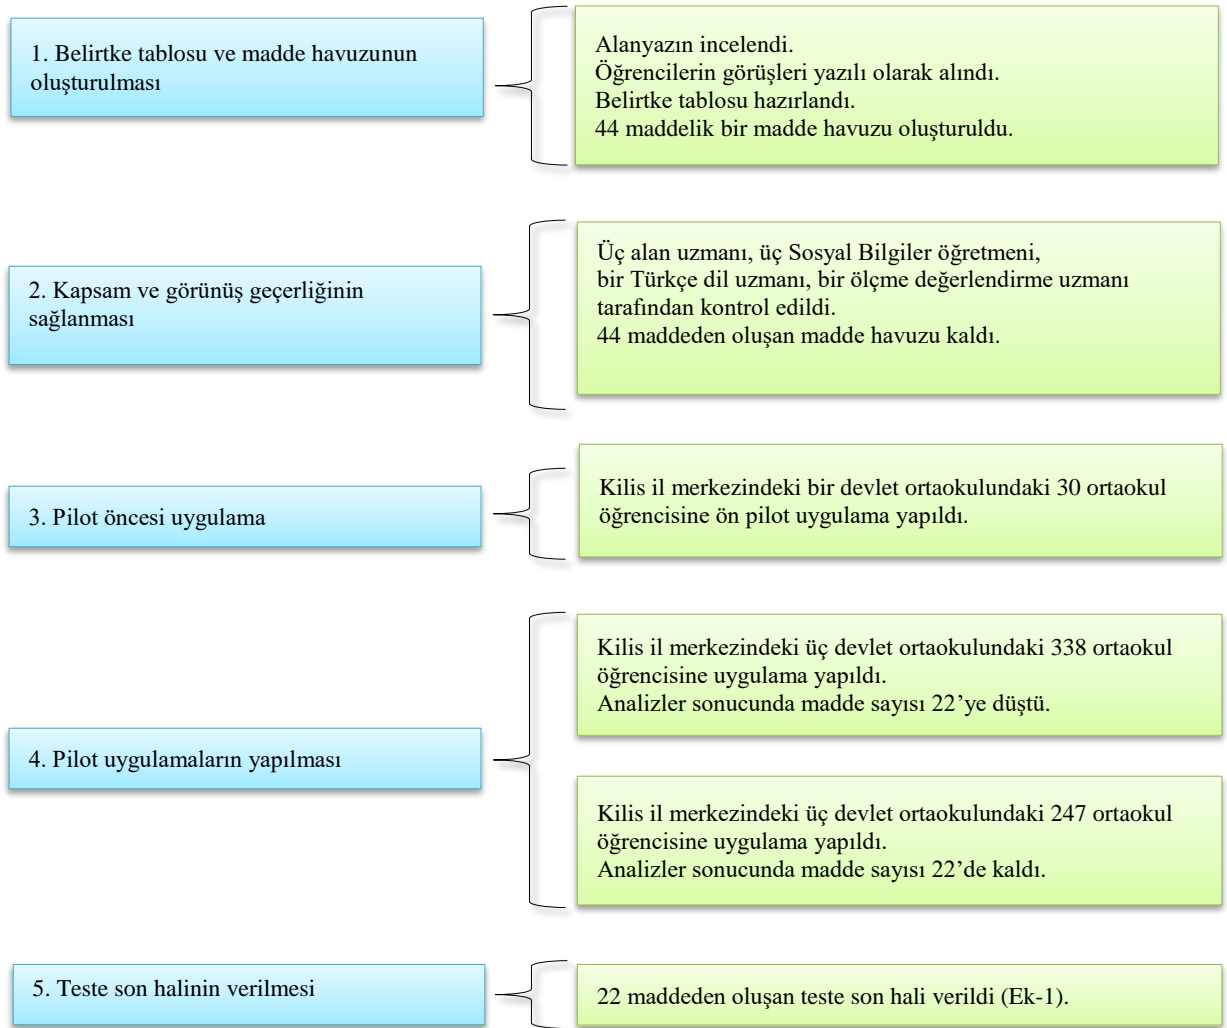 1. Belirtke tablosu ve madde havuzunun
oluşturulması
Alanyazın incelendi.
Öğrencilerin görüşleri yazılı olarak alındı.
Belirtke tablosu hazırlandı.
44 maddelik bir madde havuzu oluşturuldu.
2. Kapsam ve görünüş geçerliğinin
sağlanması
Üç alan uzmanı, üç Sosyal Bilgiler öğretmeni,
bir Türkçe dil uzmanı, bir ölçme değerlendirme uzmanı
tarafından kontrol edildi.
44 maddeden oluşan madde havuzu kaldı.
3. Pilot öncesi uygulama
Kilis il merkezindeki bir devlet ortaokulundaki 30 ortaokul
öğrencisine ön pilot uygulama yapıldı.
4. Pilot uygulamaların yapılması
Kilis il merkezindeki üç devlet ortaokulundaki 338 ortaokul
öğrencisine uygulama yapıldı.
Analizler sonucunda madde sayısı 22’ye düştü.
Kilis il merkezindeki üç devlet ortaokulundaki 247 ortaokul
öğrencisine uygulama yapıldı.
Analizler sonucunda madde sayısı 22’de kaldı.
5. Teste son halinin verilmesi
22 maddeden oluşan teste son hali verildi (Ek-1).